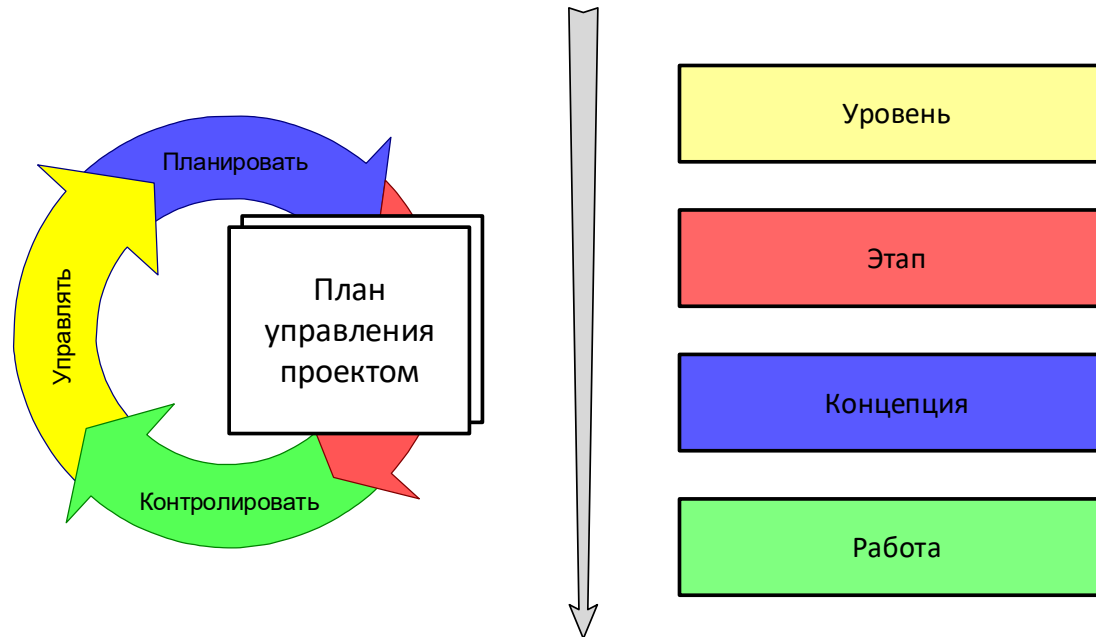 Планировать
Управлять
Контролировать
План
управления
проектом
Уровень
Этап
Концепция
Работа